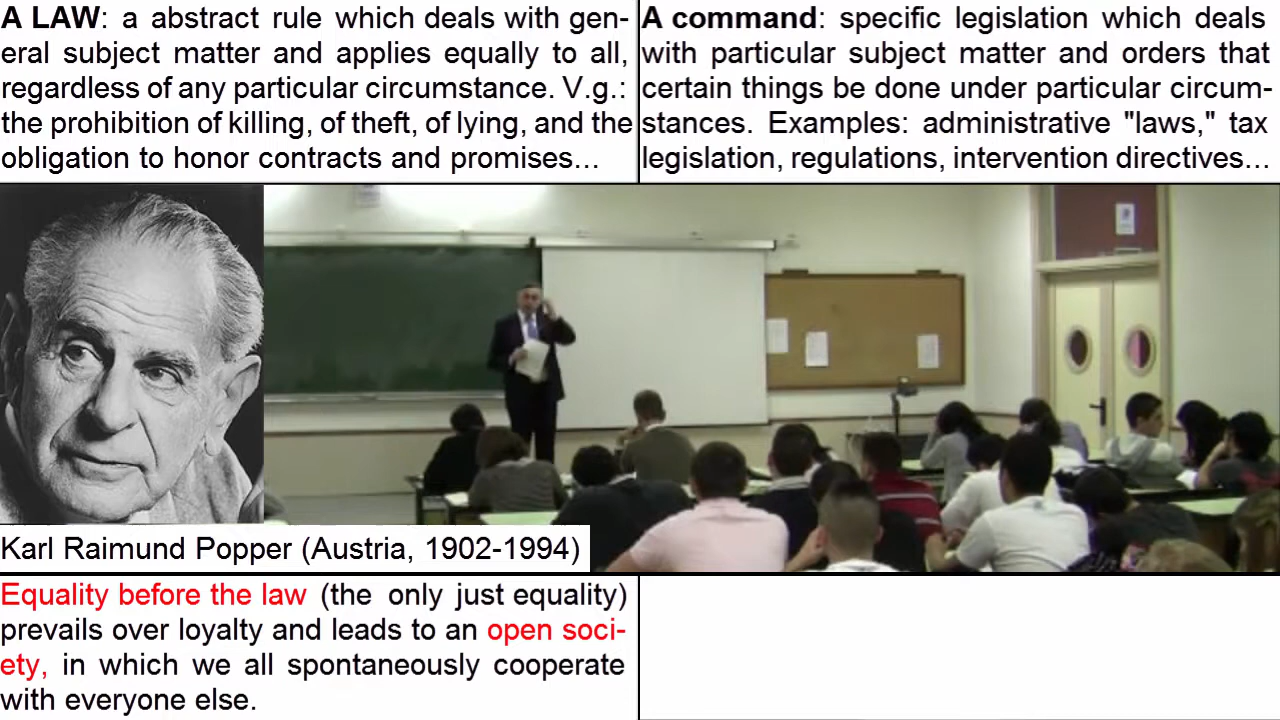 A LAW: a abstract rule which deals with gen-
eral subject matter and applies equally to all,
regardless of any particular circumstance. V.g.:
the prohibition of killing, of theft, of lying, and the
obligation to honor contracts and promises...
A command: specific legislation which deals
with particular subject matter and orders that
certain things be done under particular circum-
stances. Examples: administrative "laws," tax
legislation, regulations, intervention directives...
Karl Raimund Popper (Austria, 1902-1994)
Equality before the law (the only just equality)
prevails over loyalty and leads to an open soci-
ety, in which we all spontaneously cooperate
with everyone else.